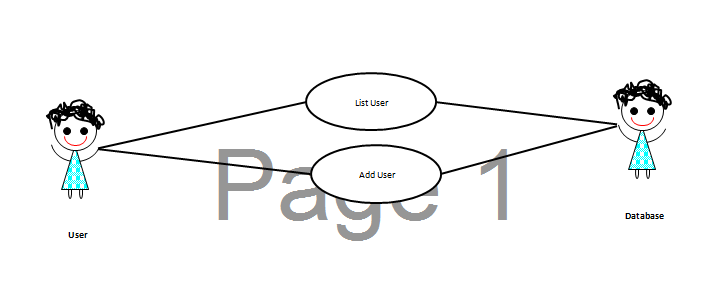 List User
Add User
Page 1
Database
User